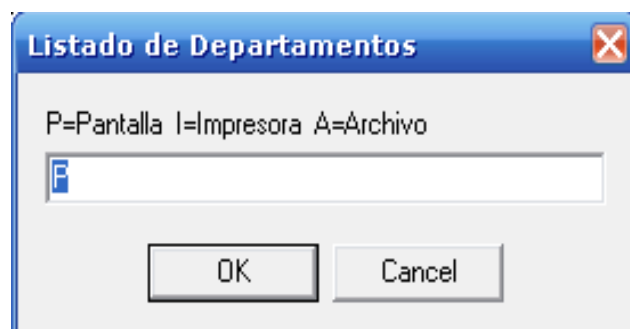 Listado de Departamentos
P=Pantalla I=Impresora A=Archivo
P
OK Cancel